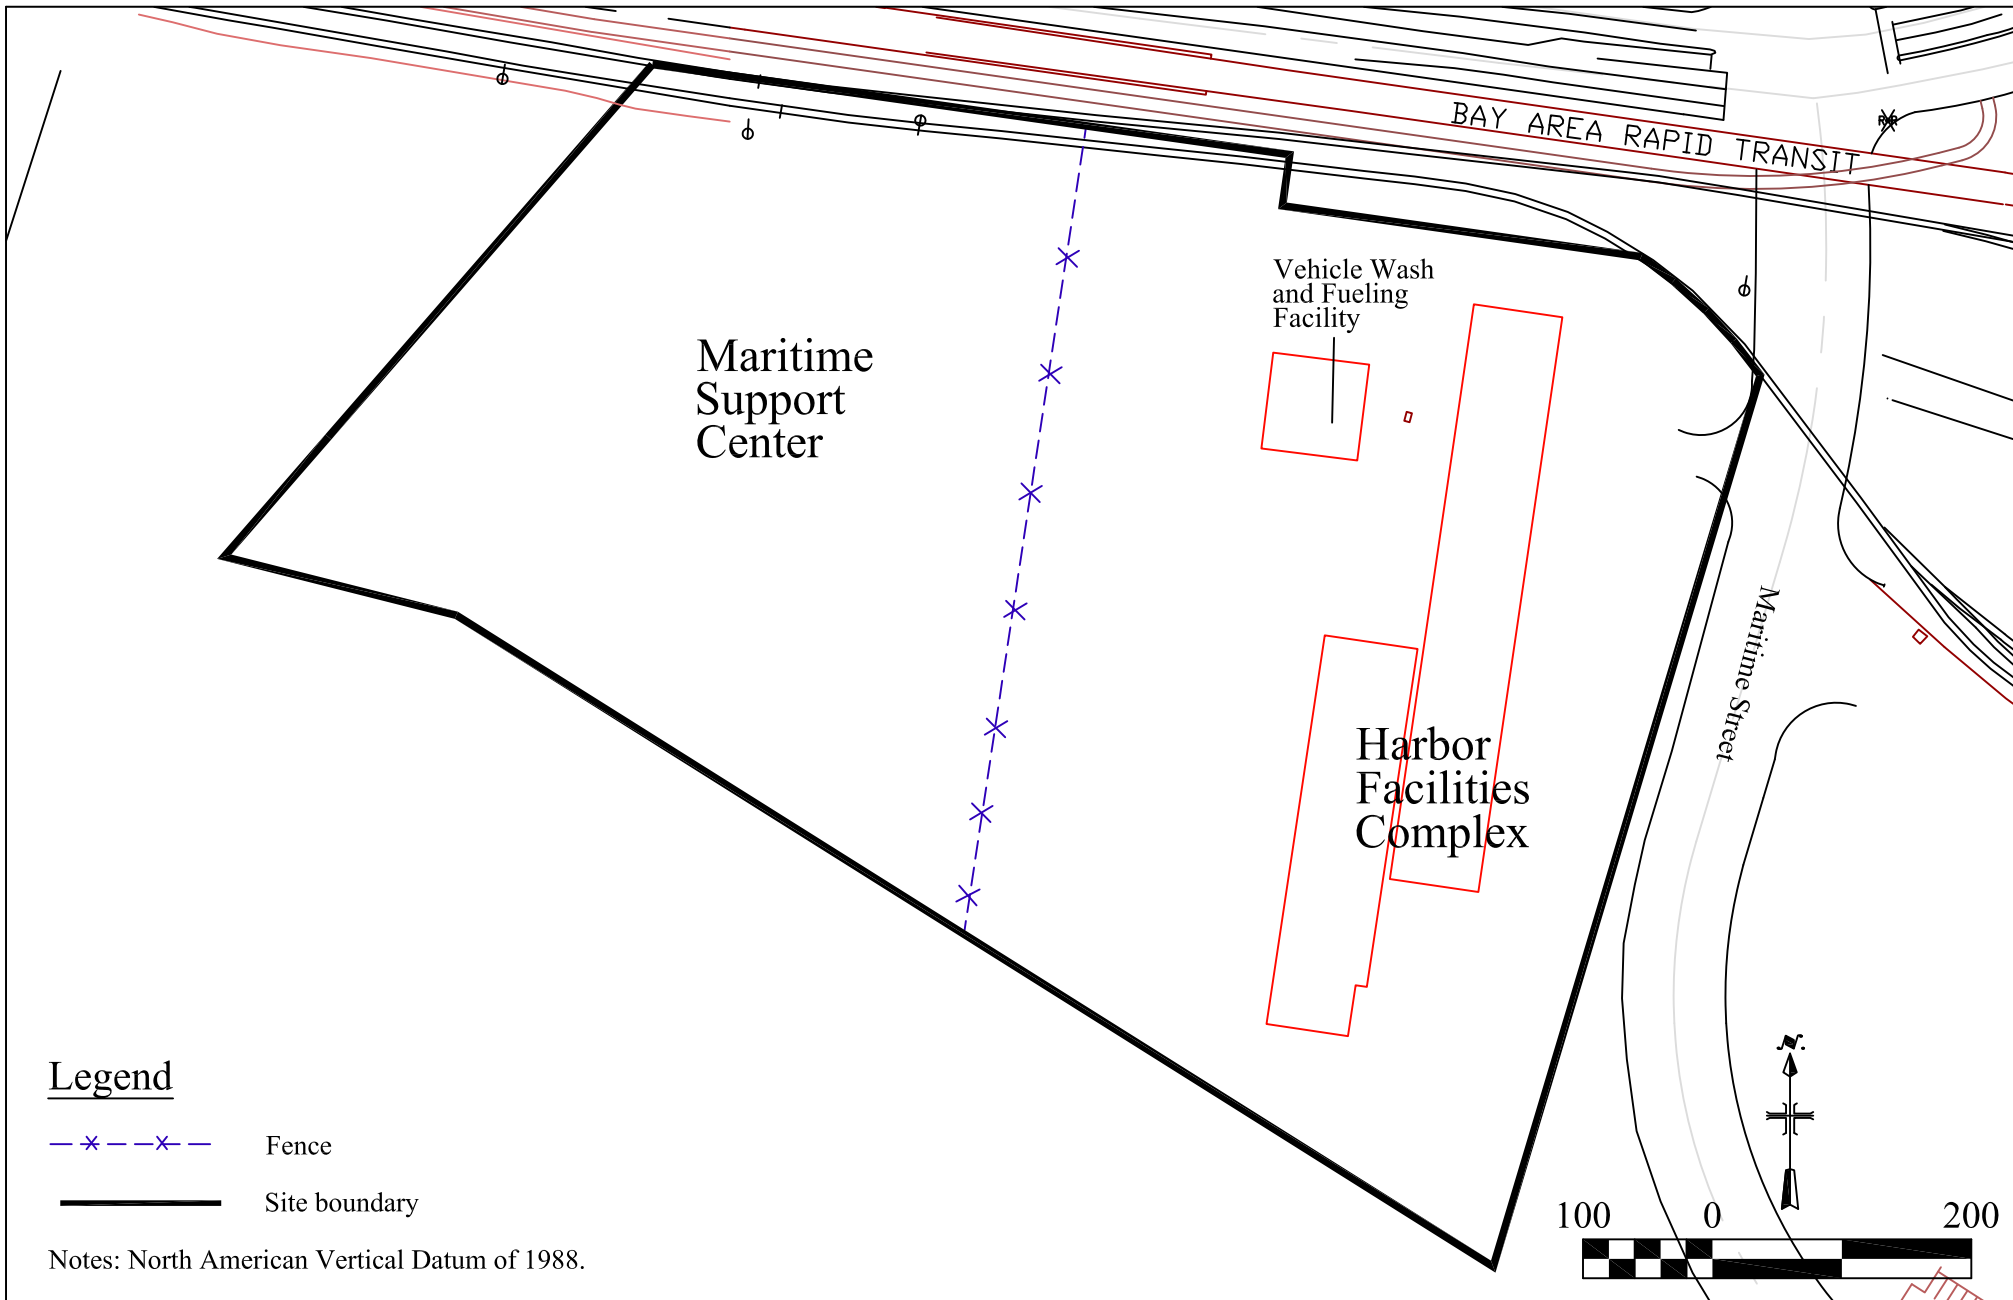 BAY AREA RAPID TRANSIT
Vehicle Wash
and Fueling
Facility
Maritime
Support
Center
Maritime Street
Harbor
Facilities
Complex
Legend
Fence
Site boundary
Notes: North American Vertical Datum of 1988.
100 0 200